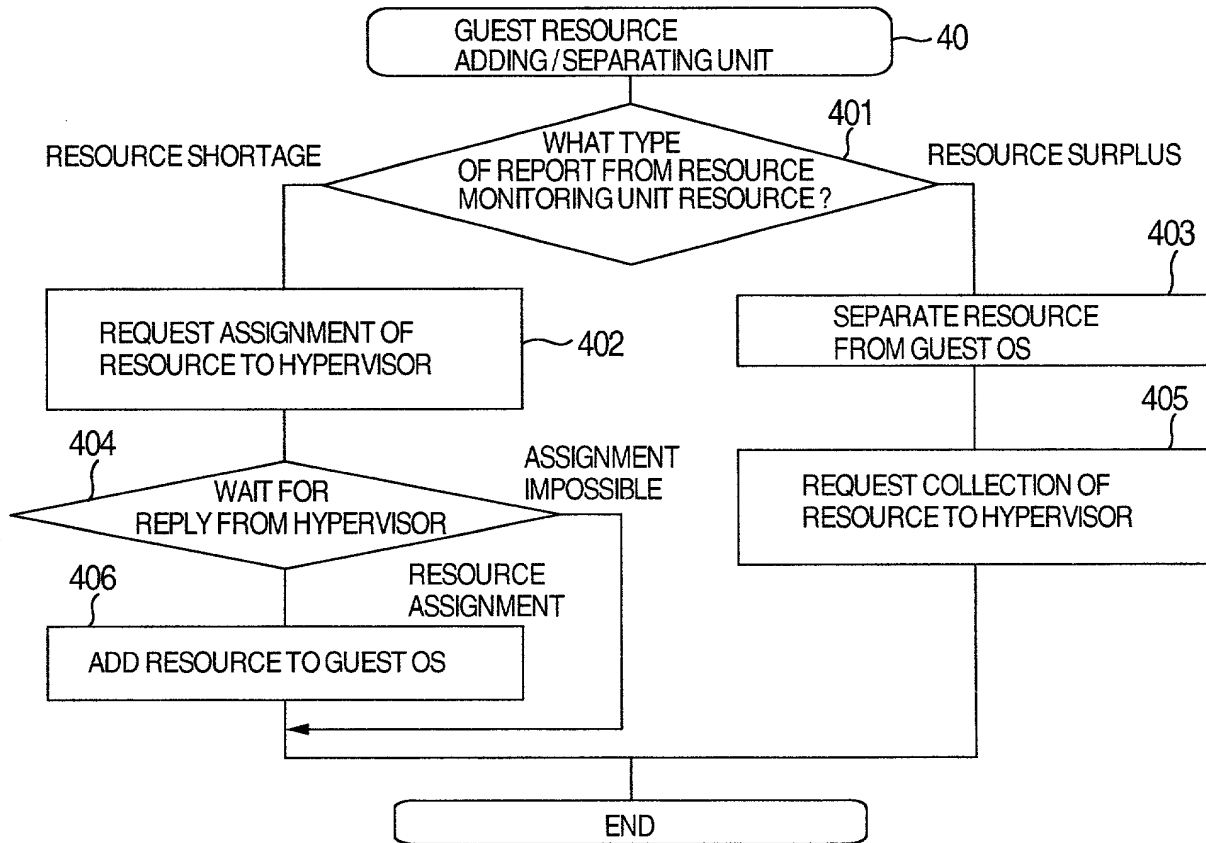 GUEST RESOURCE
ADDING / SEPARATING UNIT
40
401
WHAT TYPE
OF REPORT FROM RESOURCE
MONITORING UNIT RESOURCE ?
RESOURCE SHORTAGE
RESOURCE SURPLUS
403
REQUEST ASSIGNMENT OF
RESOURCE TO HYPERVISOR
402
SEPARATE RESOURCE
FROM GUEST OS
404
WAIT FOR
REPLY FROM HYPERVISOR
ASSIGNMENT
IMPOSSIBLE
405
REQUEST COLLECTION OF
RESOURCE TO HYPERVISOR
406
RESOURCE
ASSIGNMENT
ADD RESOURCE TO GUEST OS
END